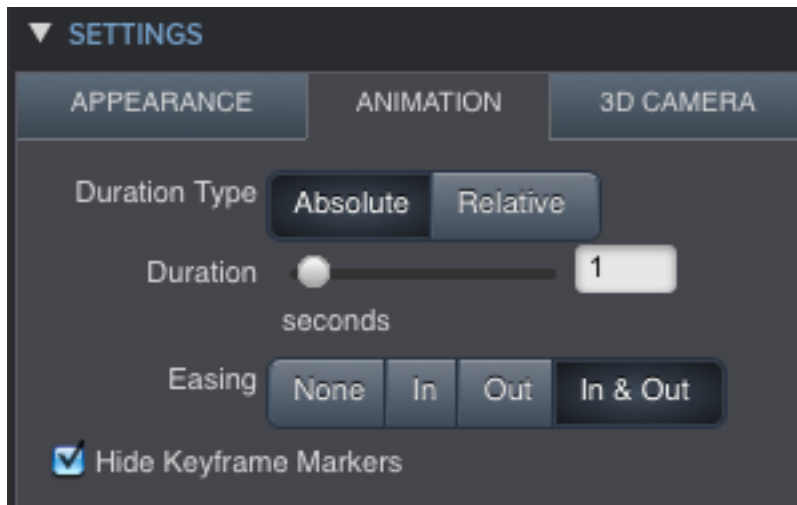 SETTINGS
APPEARANCE ANIMATION 3D CAMERA
Duration Type Absolute Relative
Duration 1
seconds
Easing None In Out In & Out
Hide Keyframe Markers